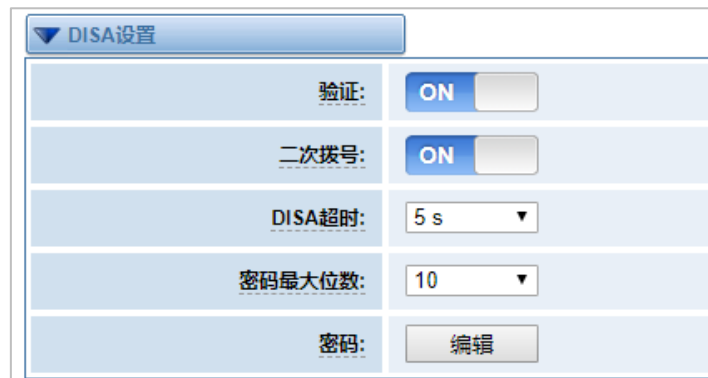 DISA设置
验证: ON
二次拨号: ON
DISA超时: 5 s
密码最大位数: 10
密码: 编辑